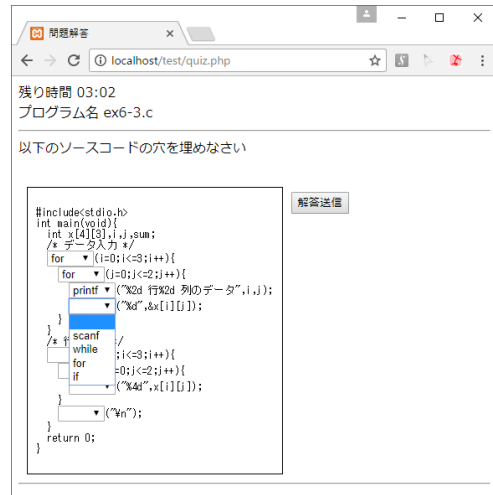 問題解答
localhost/test/quiz.php
残り時間 03:02
プログラム名 ex6-3.c
以下のソースコードの穴を埋めなさい
解答送信
#include<stdio.h>
int main(void){
int x[4][3],i,j,sum;
/* データ入力 */
for (i=0;i<=3;i++){
for (j=0;j<=2;j++){
printf ("%2d 行%2d 列のデータ",i,j);
("%d",&x[i][j]);
}
scanf
while
for
if
}
/* */
;i<=3;i++){
=0;j<=2;j++){
("%4d",x[i][j]);
}
("¥n");
}
return 0;
}